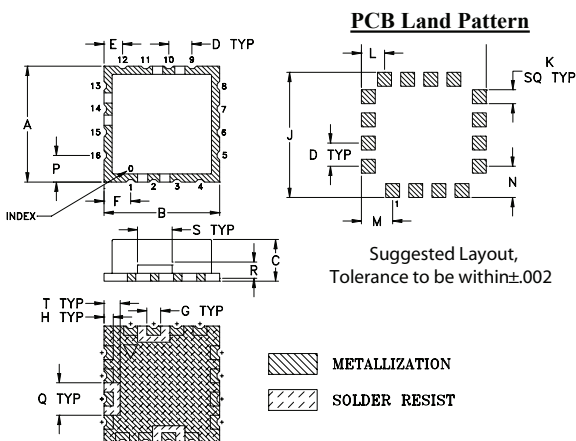 PCB Land Pattern
E
D TYP
12 11 10 9
13
14
15
16
8
7
6
5
A
P
0
1 2 3 4
INDEX
F
B
L
K
SQ TYP
J
D TYP
N
1
M
S TYP
C
R
Suggested Layout,
Tolerance to be within±.002
T TYP
H TYP
G TYP
Q TYP
METALLIZATION
SOLDER RESIST